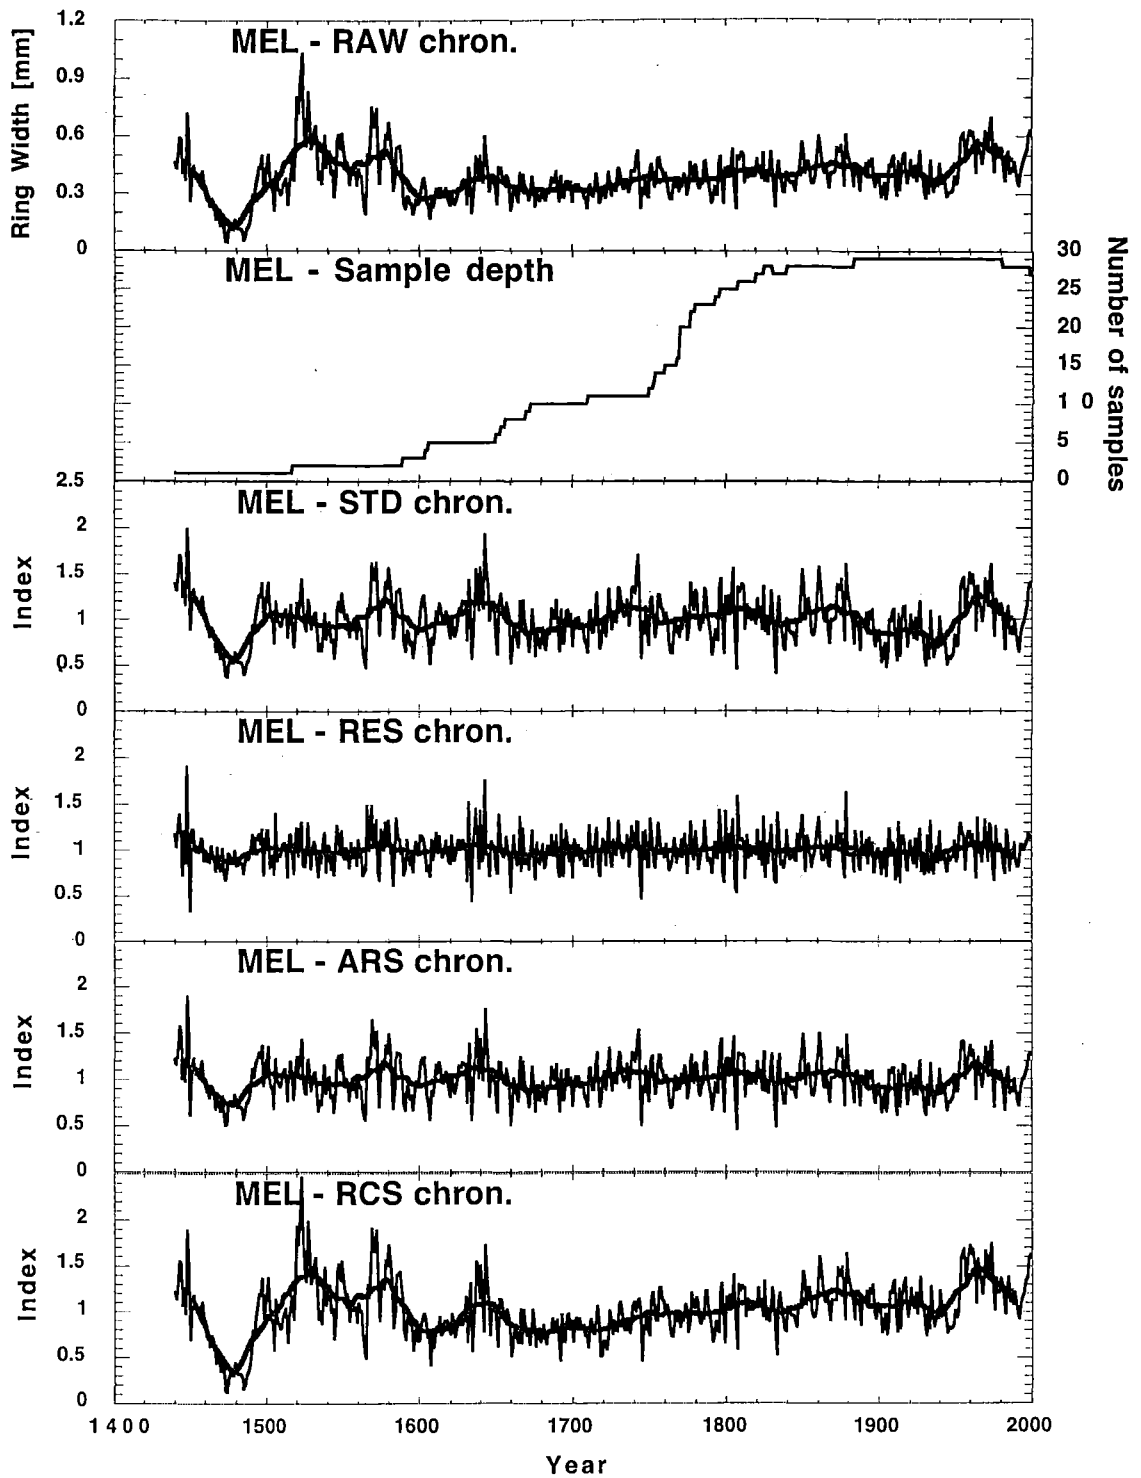 1.2
MEL - RAW chron.
0.9
0.6
0.3
0
Ring Width [mm]
MEL - Sample depth
30
25
20
15
1 0
5
0
Number of samples
2.5
MEL - STD chron.
2
1.5
1
0.5
0
Index
MEL - RES chron.
2
1.5
1
0.5
0
Index
MEL - ARS chron.
2
1.5
1
0.5
0
Index
MEL - RCS chron.
2
1.5
1
0.5
0
Index
1 4 0 0 1500 1600 1700 1800 1900 2000
Year